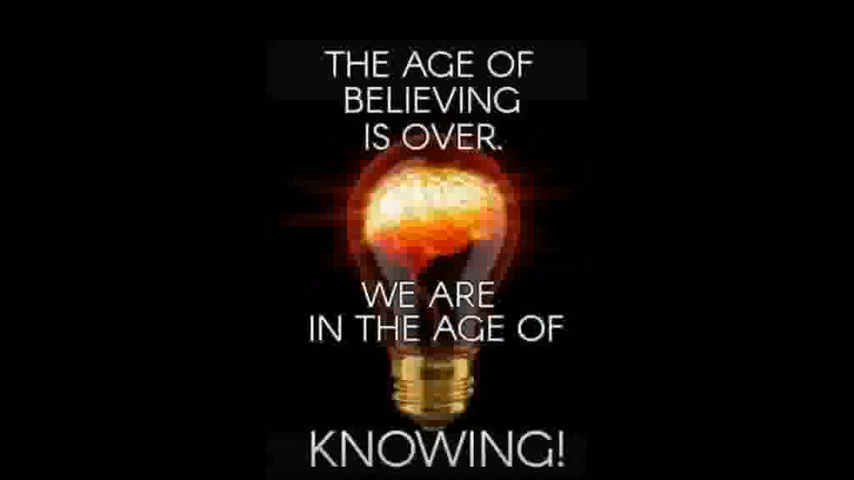 THE AGE OF
BELIEVING
IS OVER.
WE ARE
IN THE AGE OF
KNOWING!